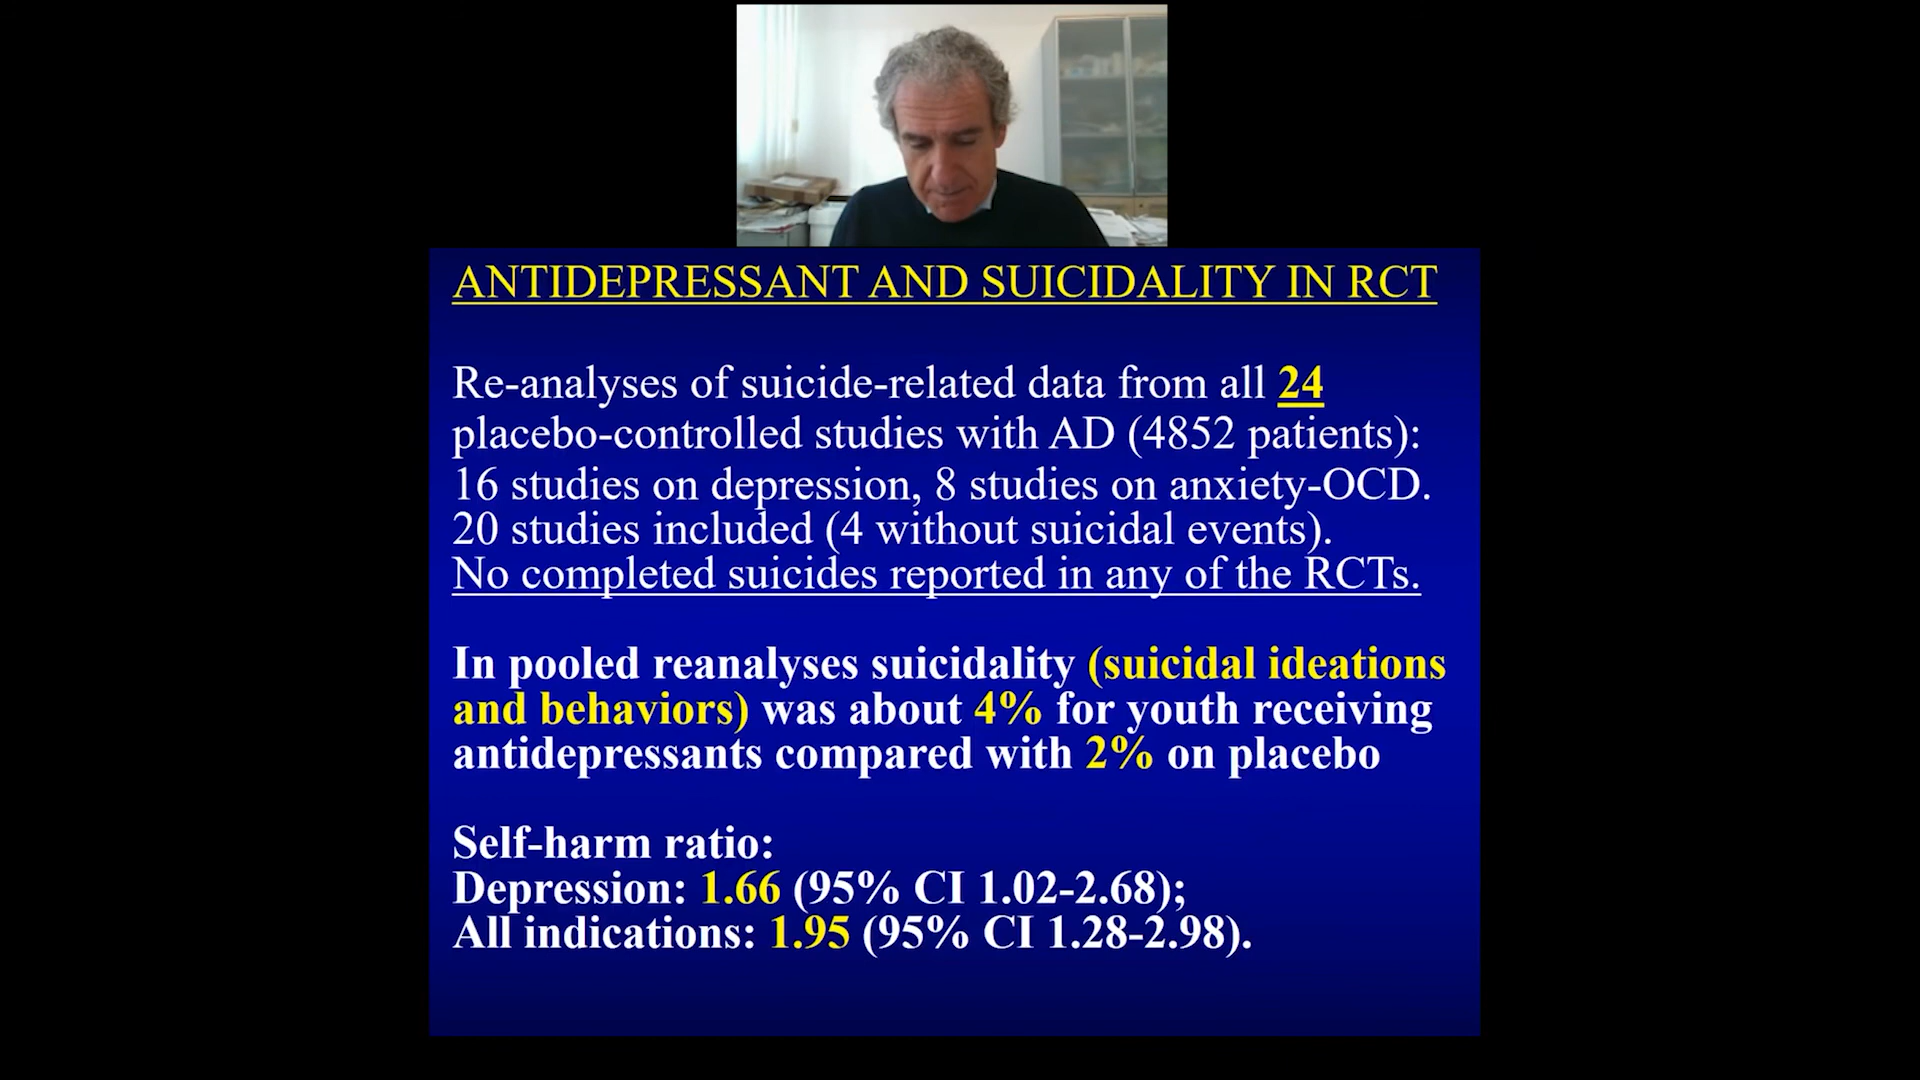 ANTIDEPRESSANT AND SUICIDALITY IN RCT
Re-analyses of suicide-related data from all 24
placebo-controlled studies with AD (4852 patients):
16 studies on depression, 8 studies on anxiety-OCD.
20 studies included (4 without suicidal events).
No completed suicides reported in any of the RCTs.
In pooled reanalyses suicidality (suicidal ideations
and behaviors) was about 4% for youth receiving
antidepressants compared with 2% on placebo
Self-harm ratio:
Depression: 1.66 (95% CI 1.02-2.68);
All indications: 1.95 (95% CI 1.28-2.98).